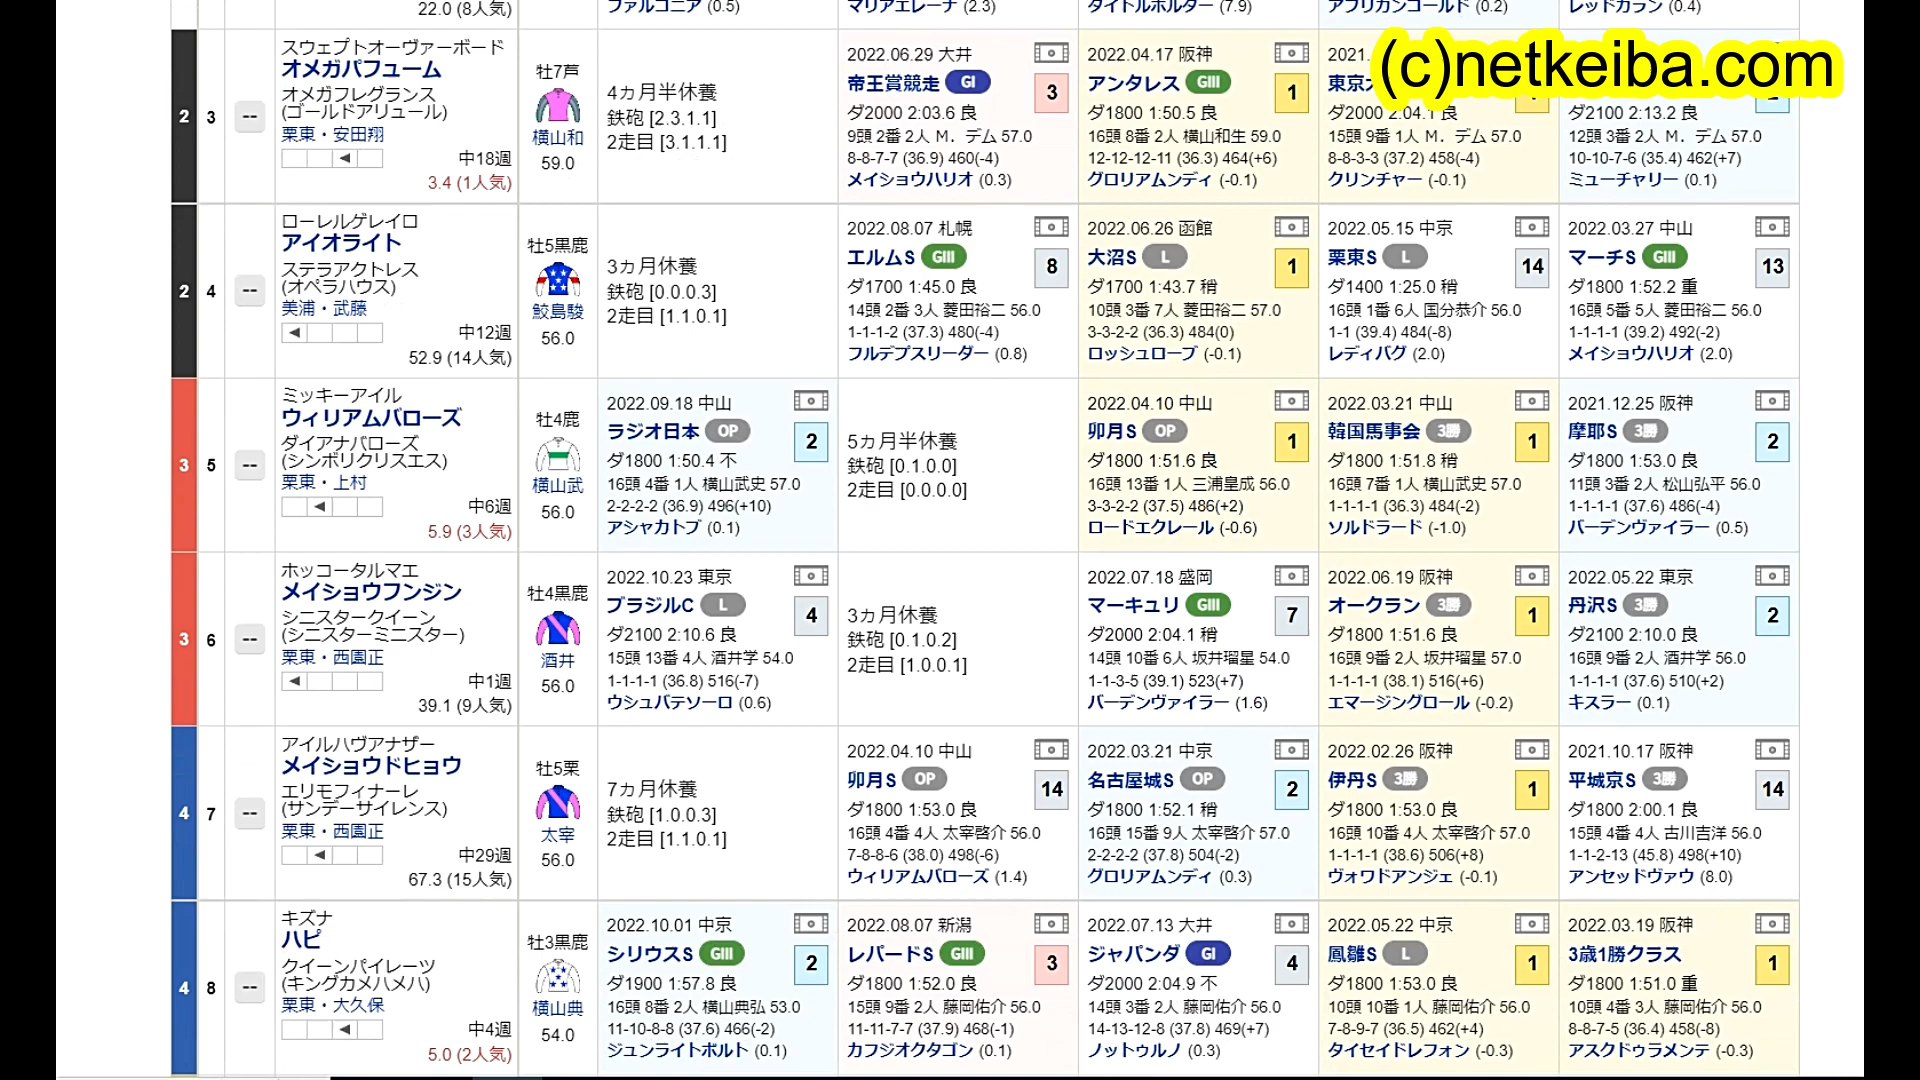 22.0 (8人気)
ファルコニア (0.5)
マリアエレーナ (2.3)
タイトルホルダー (7.9)
アフリカンゴールド (0.2)
レッドガラン (0.4)
(c)netkeiba.com
2 3 --
スウェプトオーヴァーボード
オメガパフューム
オメガフレグランス
(ゴールドアリュール)
栗東・安田翔
中18週
3.4 (1人気)
牡7芦
横山和
59.0
4ヵ月半休養
鉄砲 [2.3.1.1]
2走目 [3.1.1.1]
2022.06.29 大井
帝王賞競走 GI 3
ダ2000 2:03.6 良
9頭 2番 2人 M．デム 57.0
8-8-7-7 (36.9) 460(-4)
メイショウハリオ (0.3)
2022.04.17 阪神
アンタレス GIII 1
ダ1800 1:50.5 良
16頭 8番 2人 横山和生 59.0
12-12-12-11 (36.3) 464(+6)
グロリアムンディ (-0.1)
2021.
東京大
ダ2000 2:04.1 良
15頭 9番 1人 M．デム 57.0
8-8-3-3 (37.2) 458(-4)
クリンチャー (-0.1)
ダ2100 2:13.2 良
12頭 3番 2人 M．デム 57.0
10-10-7-6 (35.4) 462(+7)
ミューチャリー (0.1)
2 4 --
ローレルゲレイロ
アイオライト
ステラアクトレス
(オペラハウス)
美浦・武藤
中12週
52.9 (14人気)
牡5黒鹿
鮫島駿
56.0
3ヵ月休養
鉄砲 [0.0.0.3]
2走目 [1.1.0.1]
2022.08.07 札幌
エルムS GIII 8
ダ1700 1:45.0 良
14頭 2番 3人 菱田裕二 56.0
1-1-1-2 (37.3) 480(-4)
フルデプスリーダー (0.8)
2022.06.26 函館
大沼S L 1
ダ1700 1:43.7 稍
10頭 3番 7人 菱田裕二 57.0
3-3-2-2 (36.3) 484(0)
ロッシュローブ (-0.1)
2022.05.15 中京
栗東S L 14
ダ1400 1:25.0 稍
16頭 1番 6人 国分恭介 56.0
1-1 (39.4) 484(-8)
レディバグ (2.0)
2022.03.27 中山
マーチS GIII 13
ダ1800 1:52.2 重
16頭 5番 5人 菱田裕二 56.0
1-1-1-1 (39.2) 492(-2)
メイショウハリオ (2.0)
3 5 --
ミッキーアイル
ウィリアムバローズ
ダイアナバローズ
(シンボリクリスエス)
栗東・上村
中6週
5.9 (3人気)
牡4鹿
横山武
56.0
2022.09.18 中山
ラジオ日本 OP 2
ダ1800 1:50.4 不
16頭 4番 1人 横山武史 57.0
2-2-2-2 (36.9) 496(+10)
アシャカトブ (0.1)
5ヵ月半休養
鉄砲 [0.1.0.0]
2走目 [0.0.0.0]
2022.04.10 中山
卯月S OP 1
ダ1800 1:51.6 良
16頭 13番 1人 三浦皇成 56.0
3-3-2-2 (37.5) 486(+2)
ロードエクレール (-0.6)
2022.03.21 中山
韓国馬事会 3勝 1
ダ1800 1:51.8 稍
16頭 7番 1人 横山武史 57.0
1-1-1-1 (36.3) 484(-2)
ソルドラード (-1.0)
2021.12.25 阪神
摩耶S 3勝 2
ダ1800 1:53.0 良
11頭 3番 2人 松山弘平 56.0
1-1-1-1 (37.6) 486(-4)
バーデンヴァイラー (0.5)
3 6 --
ホッコータルマエ
メイショウフンジン
シニスタークイーン
(シニスターミニスター)
栗東・西園正
中1週
39.1 (9人気)
牡4黒鹿
酒井
56.0
2022.10.23 東京
ブラジルC L 4
ダ2100 2:10.6 良
15頭 13番 4人 酒井学 54.0
1-1-1-1 (36.8) 516(-7)
ウシュバテソーロ (0.6)
3ヵ月休養
鉄砲 [0.1.0.2]
2走目 [1.0.0.1]
2022.07.18 盛岡
マーキュリ GIII 7
ダ2000 2:04.1 稍
14頭 10番 6人 坂井瑠星 54.0
1-1-3-5 (39.1) 523(+7)
バーデンヴァイラー (1.6)
2022.06.19 阪神
オークラン 3勝 1
ダ1800 1:51.6 良
16頭 9番 2人 坂井瑠星 57.0
1-1-1-1 (38.1) 516(+6)
エマージングロール (-0.2)
2022.05.22 東京
丹沢S 3勝 2
ダ2100 2:10.0 良
16頭 9番 2人 酒井学 56.0
1-1-1-1 (37.6) 510(+2)
キスラー (0.1)
4 7 --
アイルハヴアナザー
メイショウドヒョウ
エリモフィナーレ
(サンデーサイレンス)
栗東・西園正
中29週
67.3 (15人気)
牡5栗
太宰
56.0
7ヵ月休養
鉄砲 [1.0.0.3]
2走目 [1.1.0.1]
2022.04.10 中山
卯月S OP 14
ダ1800 1:53.0 良
16頭 4番 4人 太宰啓介 56.0
7-8-8-6 (38.0) 498(-6)
ウィリアムバローズ (1.4)
2022.03.21 中京
名古屋城S OP 2
ダ1800 1:52.1 稍
16頭 15番 9人 太宰啓介 57.0
2-2-2-2 (37.8) 504(-2)
グロリアムンディ (0.3)
2022.02.26 阪神
伊丹S 3勝 1
ダ1800 1:53.0 良
16頭 10番 4人 太宰啓介 57.0
1-1-1-1 (38.6) 506(+8)
ヴォワドアンジェ (-0.1)
2021.10.17 阪神
平城京S 3勝 14
ダ1800 2:00.1 良
15頭 4番 4人 古川吉洋 56.0
1-1-2-13 (45.8) 498(+10)
アンセッドヴァウ (8.0)
4 8 --
キズナ
ハピ
クイーンパイレーツ
(キングカメハメハ)
栗東・大久保
中4週
5.0 (2人気)
牡3黒鹿
横山典
54.0
2022.10.01 中京
シリウスS GIII 2
ダ1900 1:57.8 良
16頭 8番 2人 横山典弘 53.0
11-10-8-8 (37.6) 466(-2)
ジュンライトボルト (0.1)
2022.08.07 新潟
レパードS GIII 3
ダ1800 1:52.0 良
15頭 9番 2人 藤岡佑介 56.0
11-11-7-7 (37.9) 468(-1)
カフジオクタゴン (0.1)
2022.07.13 大井
ジャパンダ GI 4
ダ2000 2:04.9 不
14頭 3番 2人 藤岡佑介 56.0
14-13-12-8 (37.8) 469(+7)
ノットゥルノ (0.3)
2022.05.22 中京
鳳雛S L 1
ダ1800 1:53.0 良
10頭 10番 1人 藤岡佑介 56.0
7-8-9-7 (36.5) 462(+4)
タイセイドレフォン (-0.3)
2022.03.19 阪神
3歳1勝クラス 1
ダ1800 1:51.0 重
10頭 4番 3人 藤岡佑介 56.0
8-8-7-5 (36.4) 458(-8)
アスクドゥラメンテ (-0.3)